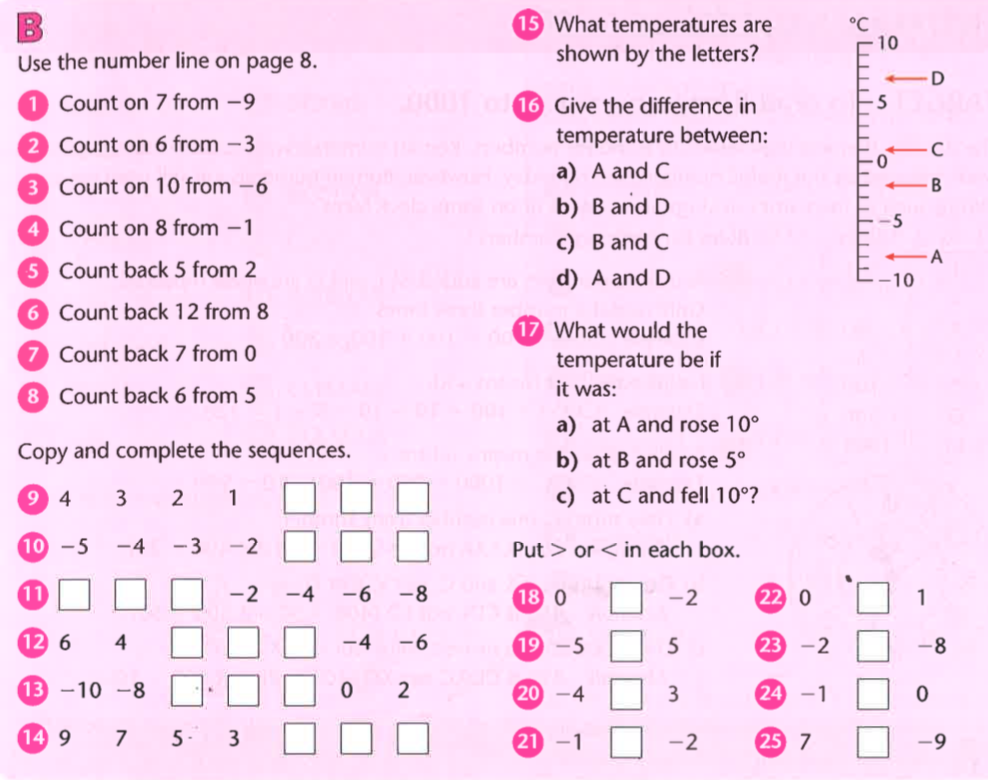 B
Use the number line on page 8.
1 Count on 7 from −9
2 Count on 6 from −3
3 Count on 10 from −6
4 Count on 8 from −1
5 Count back 5 from 2
6 Count back 12 from 8
7 Count back 7 from 0
8 Count back 6 from 5
Copy and complete the sequences.
9 4 3 2 1 □ □ □
10 −5 −4 −3 −2 □ □ □
11 □ □ □ −2 −4 −6 −8
12 6 4 □ □ □ −4 −6
13 −10 −8 □ □ □ 0 2
14 9 7 5 3 □ □ □
15 What temperatures are
shown by the letters?
16 Give the difference in
temperature between:
a) A and C
b) B and D
c) B and C
d) A and D
17 What would the
temperature be if
it was:
a) at A and rose 10°
b) at B and rose 5°
c) at C and fell 10°?
°C
10
D
5
C
0
B
−5
A
−10
Put > or < in each box.
18 0 □ −2
19 −5 □ 5
20 −4 □ 3
21 −1 □ −2
22 0 □ 1
23 −2 □ −8
24 −1 □ 0
25 7 □ −9